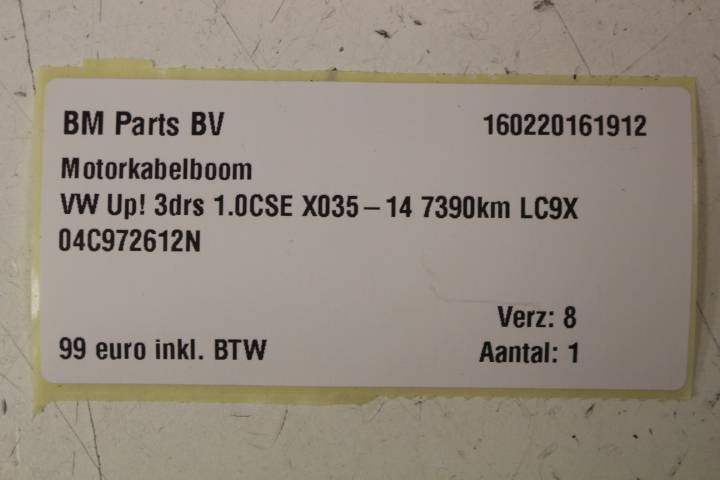 BM Parts BV 160220161912
Motorkabelboom
VW Up! 3drs 1.0CSE X035-14 7390km LC9X
04C972612N
Verz: 8
99 euro inkl. BTW Aantal: 1